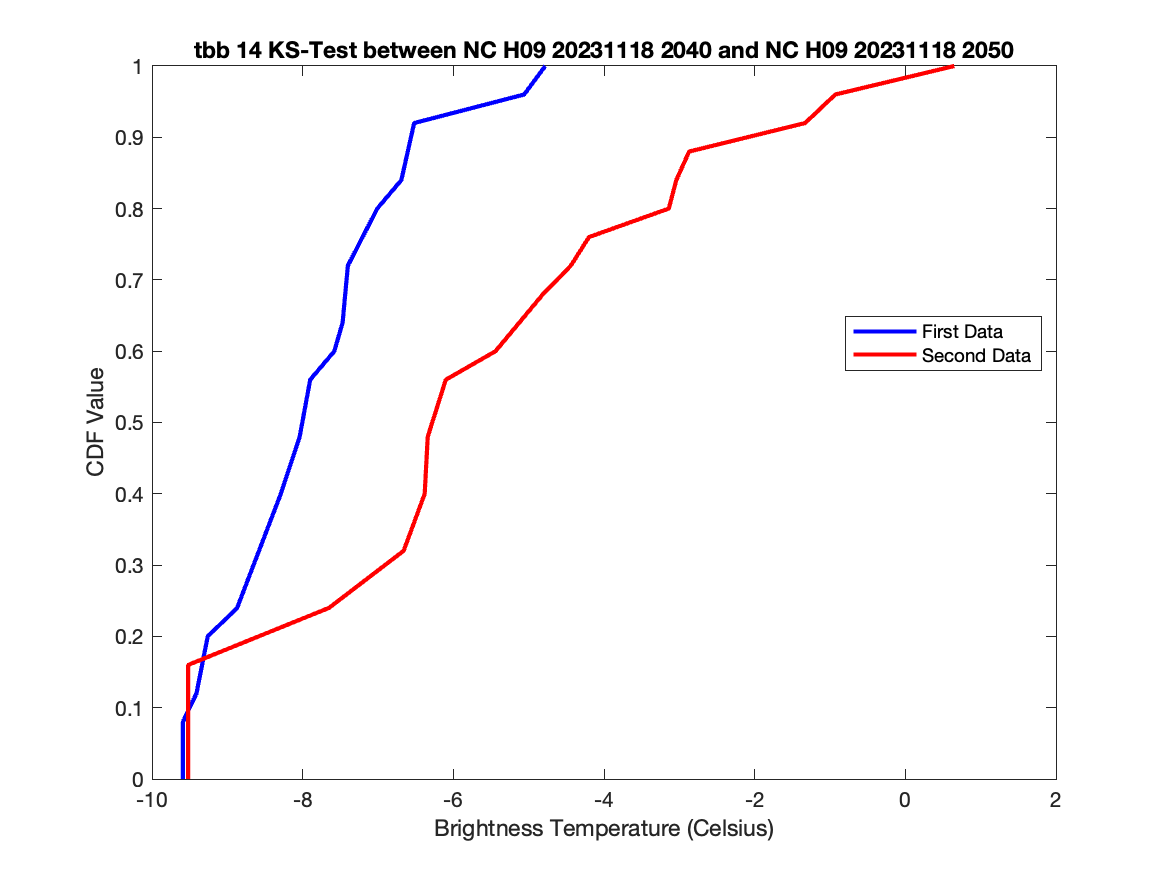 tbb 14 KS-Test between NC H09 20231118 2040 and NC H09 20231118 2050
1
0.9
0.8
0.7
0.6
0.5
0.4
0.3
0.2
0.1
0
CDF Value
First Data
Second Data
-10 -8 -6 -4 -2 0 2
Brightness Temperature (Celsius)